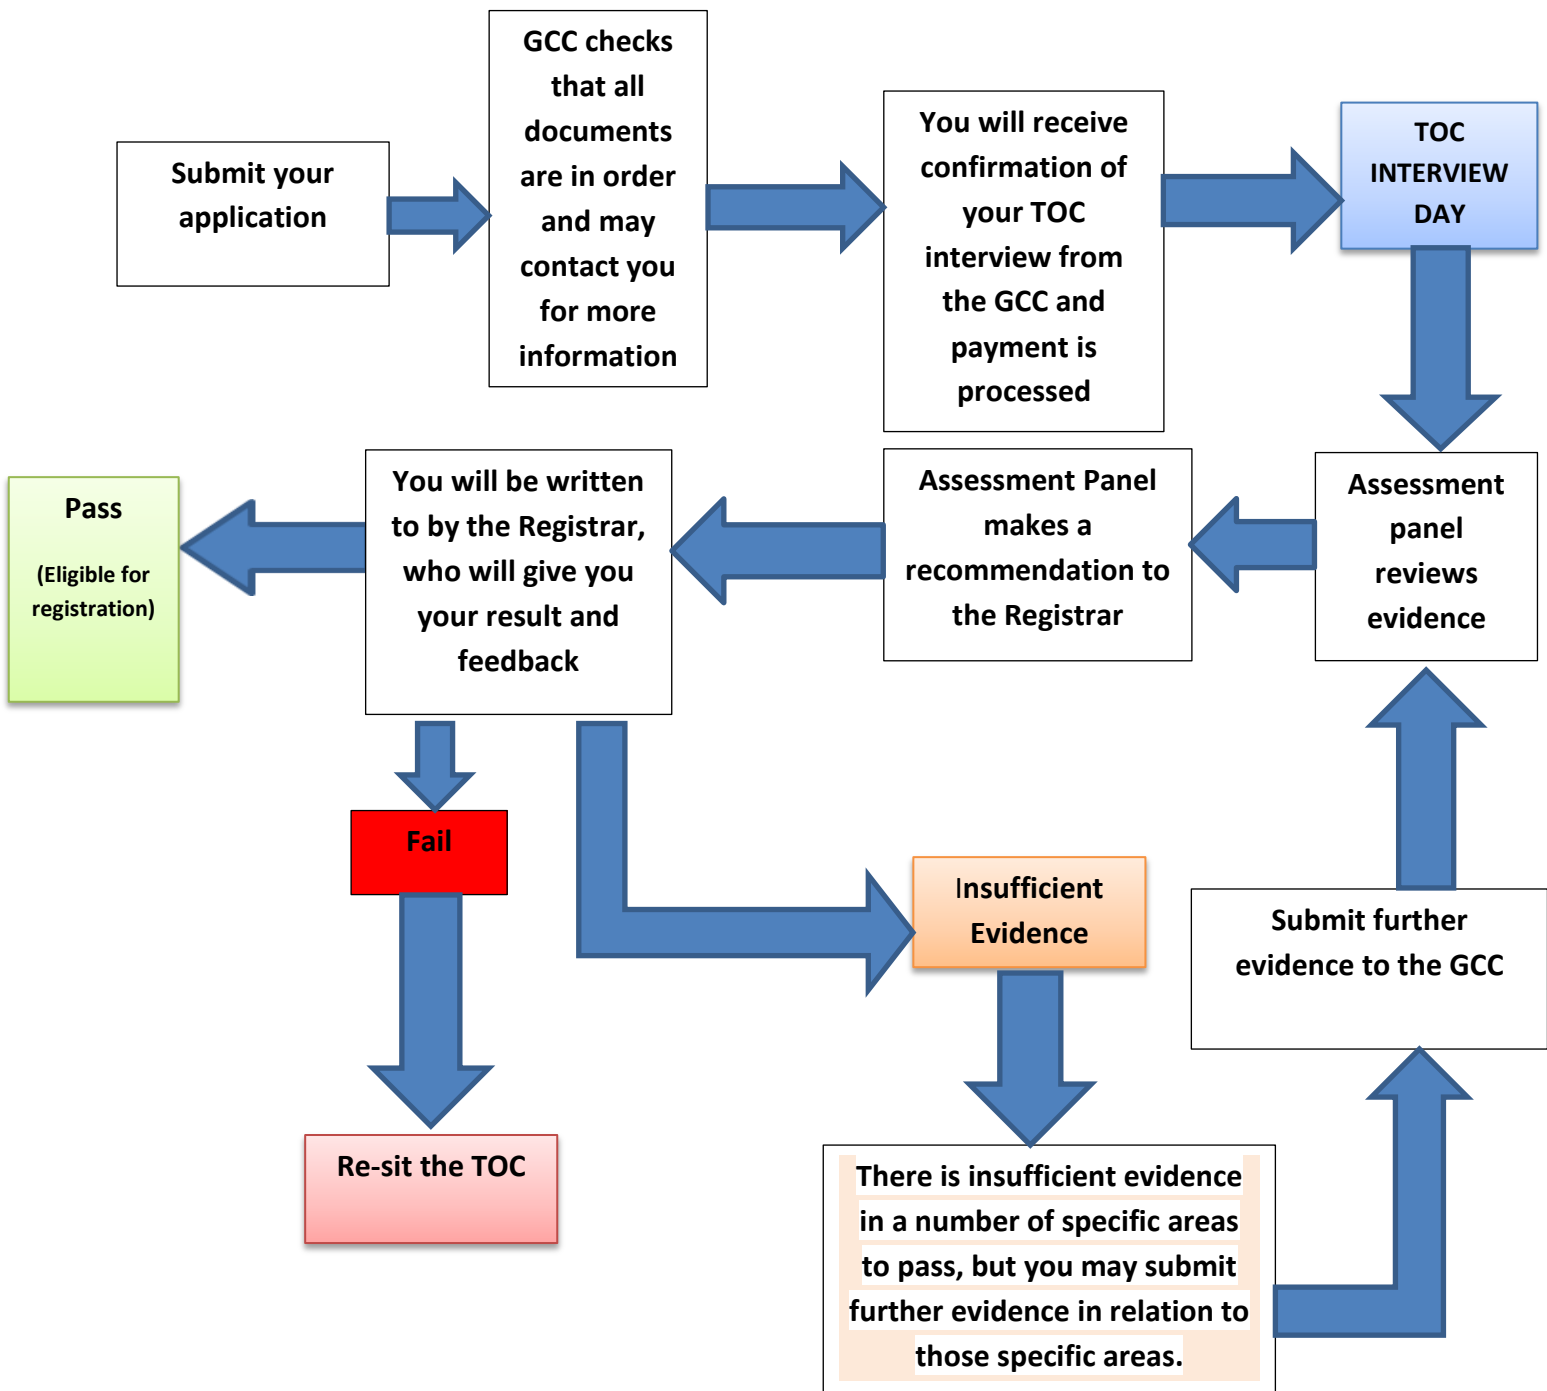 Submit your
application
GCC checks
that all
documents
are in order
and may
contact you
for more
information
You will receive
confirmation of
your TOC
interview from
the GCC and
payment is
processed
TOC
INTERVIEW
DAY
Assessment
panel
reviews
evidence
Assessment Panel
makes a
recommendation to
the Registrar
You will be written
to by the Registrar,
who will give you
your result and
feedback
Pass
(Eligible for
registration)
Fail
Re-sit the TOC
Insufficient
Evidence
There is insufficient evidence
in a number of specific areas
to pass, but you may submit
further evidence in relation to
those specific areas.
Submit further
evidence to the GCC